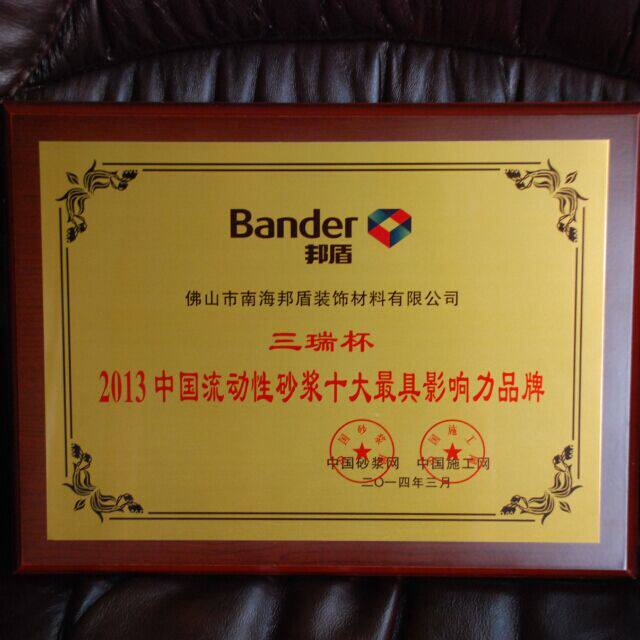 Bander
邦盾
佛山市南海邦盾装饰材料有限公司
三瑞杯
2013中国流动性砂浆十大最具影响力品牌
中国砂浆网 中国施工网
二〇一四年三月